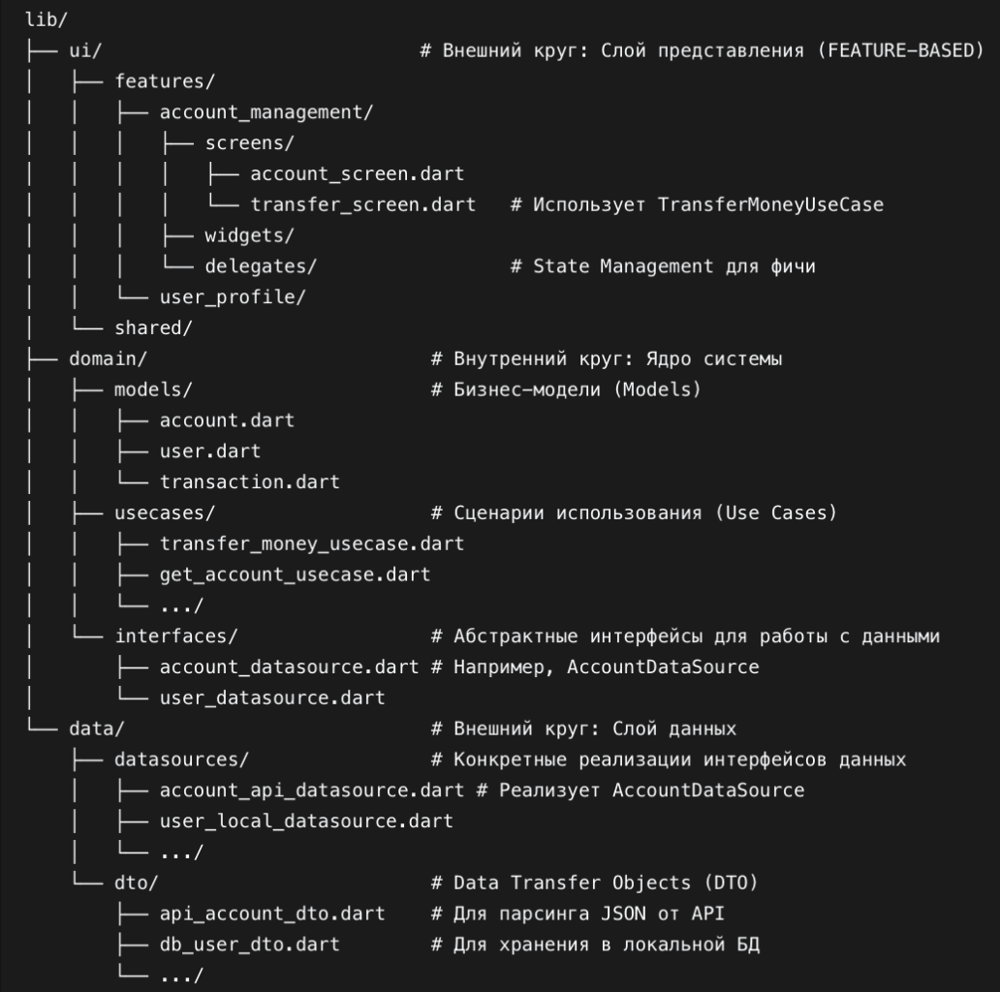 lib/
├── ui/                            # Внешний круг: Слой представления (FEATURE-BASED)
│   ├── features/
│   │   ├── account_management/
│   │   │   ├── screens/
│   │   │   │   ├── account_screen.dart
│   │   │   │   └── transfer_screen.dart   # Использует TransferMoneyUseCase
│   │   │   ├── widgets/
│   │   │   └── delegates/                 # State Management для фичи
│   │   └── user_profile/
│   └── shared/
├── domain/                         # Внутренний круг: Ядро системы
│   ├── models/                     # Бизнес-модели (Models)
│   │   ├── account.dart
│   │   ├── user.dart
│   │   └── transaction.dart
│   ├── usecases/                   # Сценарии использования (Use Cases)
│   │   ├── transfer_money_usecase.dart
│   │   ├── get_account_usecase.dart
│   │   └── .../
│   └── interfaces/                 # Абстрактные интерфейсы для работы с данными
│       ├── account_datasource.dart # Например, AccountDataSource
│       └── user_datasource.dart
└── data/                           # Внешний круг: Слой данных
    ├── datasources/                # Конкретные реализации интерфейсов данных
    │   ├── account_api_datasource.dart # Реализует AccountDataSource
    │   ├── user_local_datasource.dart
    │   └── .../
    └── dto/                        # Data Transfer Objects (DTO)
        ├── api_account_dto.dart    # Для парсинга JSON от API
        ├── db_user_dto.dart        # Для хранения в локальной БД
        └── .../